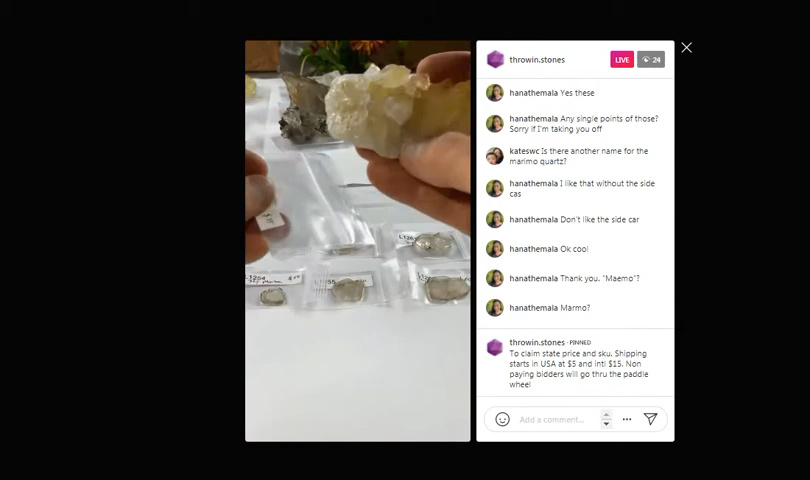 throwin.stones
LIVE
24
hanathemala Yes these
hanathemala Any single points of those?
Sorry if I'm taking you off
kateswc Is there another name for the
marimo quartz?
hanathemala I like that without the side
cas
hanathemala Don't like the side car
hanathemala Ok cool
hanathemala Thank you. "Maemo"?
hanathemala Marmo?
throwin.stones · PINNED
To claim state price and sku. Shipping
starts in USA at $5 and intl $15. Non
paying bidders will go thru the paddle
wheel
Add a comment...
L1254